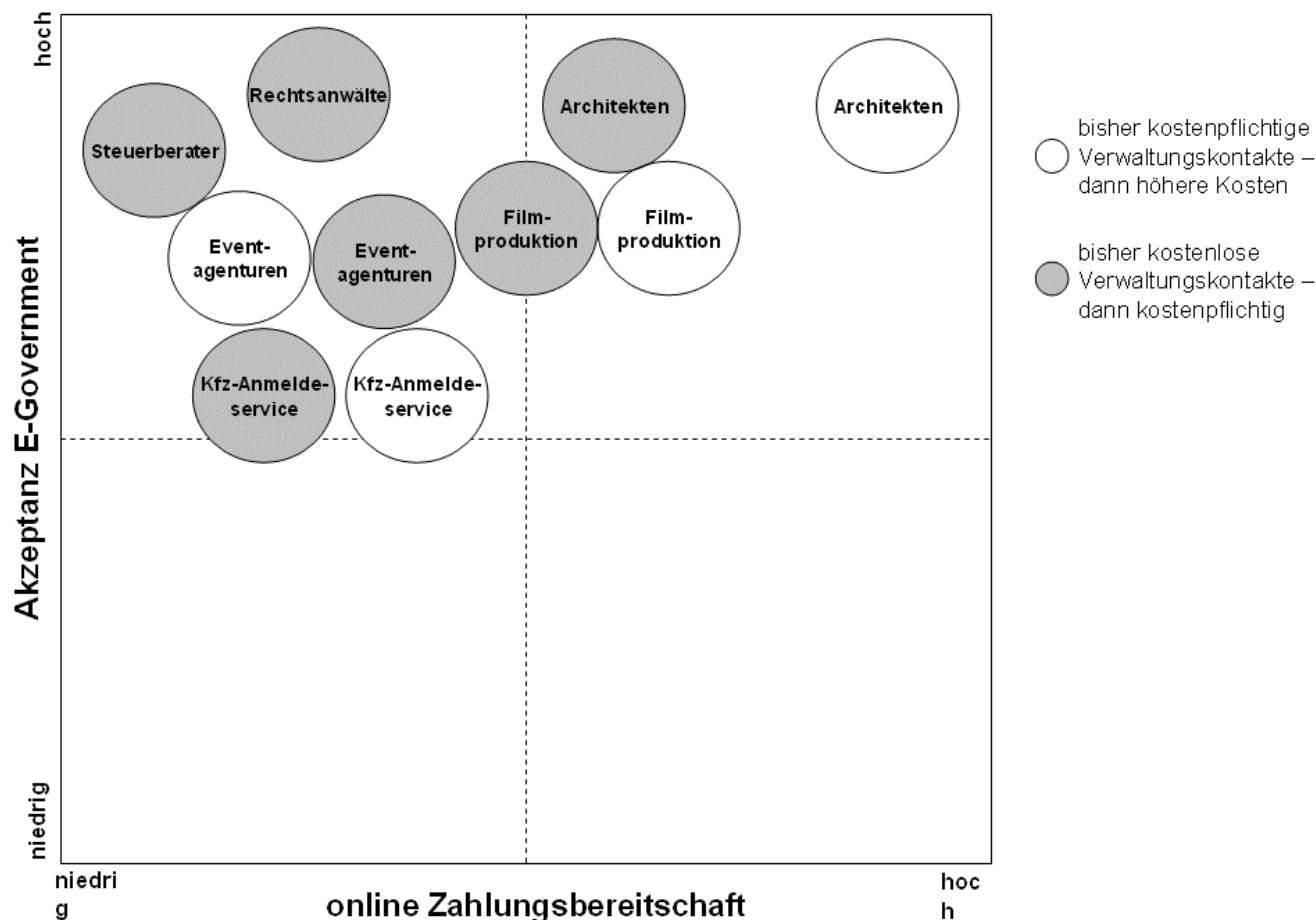 hoch
Rechtsanwälte
Architekten
Architekten
Steuerberater
Event-
agenturen
Event-
agenturen
Film-
produktion
Film-
produktion
Kfz-Anmelde-
service
Kfz-Anmelde-
service
bisher kostenpflichtige
Verwaltungskontakte –
dann höhere Kosten
bisher kostenlose
Verwaltungskontakte –
dann kostenpflichtig
Akzeptanz E-Government
niedrig
niedri
g
online Zahlungsbereitschaft
hoc
h